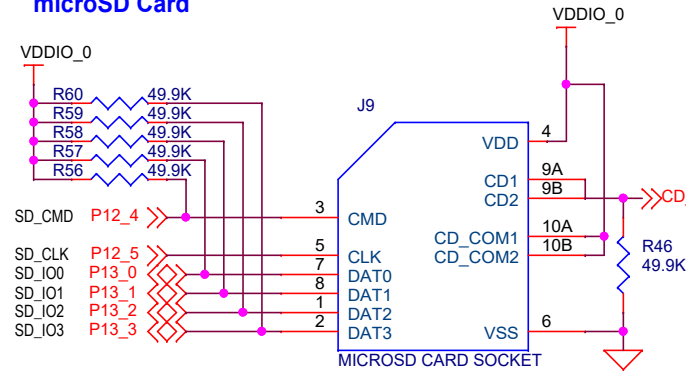 microSD Card
VDDIO_0
VDDIO_0
R60 49.9K
R59 49.9K
R58 49.9K
R57 49.9K
R56 49.9K
J9
VDD 4
CD1 9A
CD2 9B
CD_
SD_CMD P12_4 3 CMD
CD_COM1 10A
CD_COM2 10B
R46
49.9K
SD_CLK P12_5 5 CLK
SD_IO0 P13_0 7 DAT0
SD_IO1 P13_1 8 DAT1
SD_IO2 P13_2 1 DAT2
SD_IO3 P13_3 2 DAT3
VSS 6
MICROSD CARD SOCKET